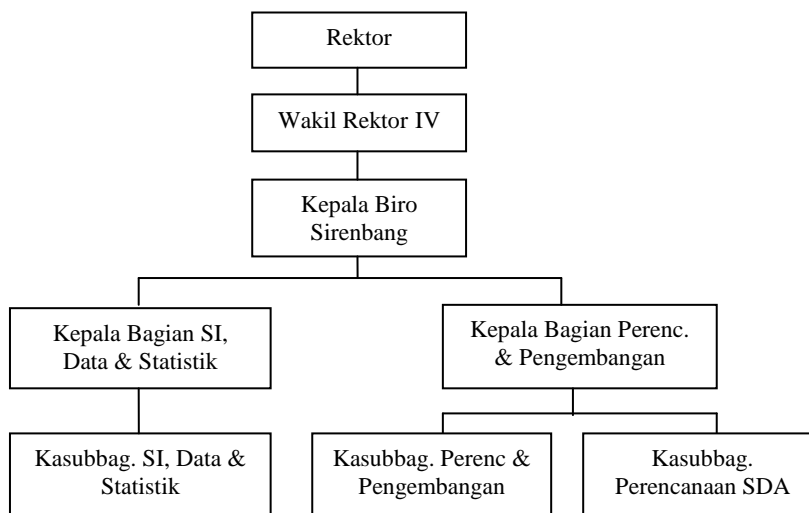 Rektor
Wakil Rektor IV
Kepala Biro
Sirenbang
Kepala Bagian SI,
Data & Statistik
Kepala Bagian Perenc.
& Pengembangan
Kasubbag. SI, Data &
Statistik
Kasubbag. Perenc &
Pengembangan
Kasubbag.
Perencanaan SDA